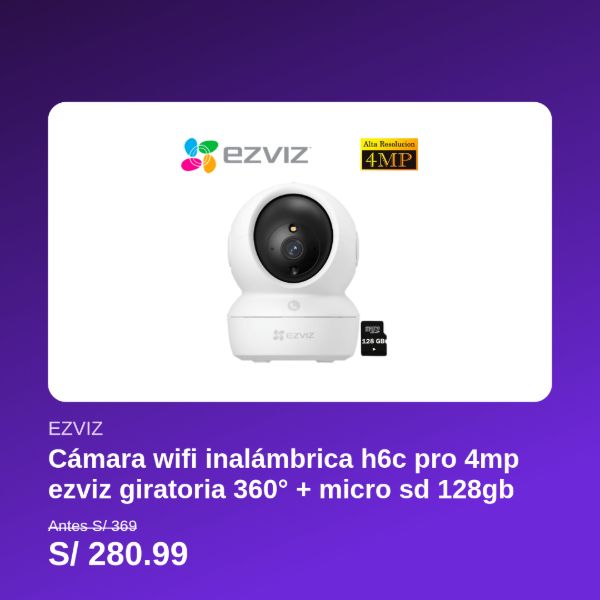 ezviz
Alta Resolucion
4MP
EZVIZ
128 GB
EZVIZ
Cámara wifi inalámbrica h6c pro 4mp
ezviz giratoria 360° + micro sd 128gb
Antes S/ 369
S/ 280.99